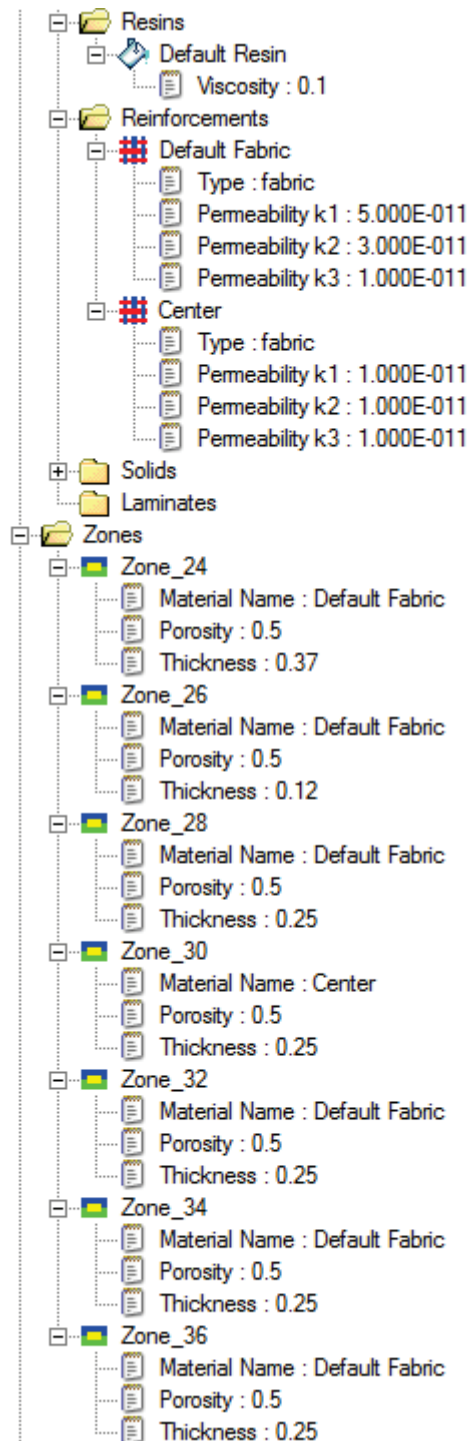 Resins
Default Resin
Viscosity : 0.1
Reinforcements
Default Fabric
Type : fabric
Permeability k1 : 5.000E-011
Permeability k2 : 3.000E-011
Permeability k3 : 1.000E-011
Center
Type : fabric
Permeability k1 : 1.000E-011
Permeability k2 : 1.000E-011
Permeability k3 : 1.000E-011
Solids
Laminates
Zones
Zone_24
Material Name : Default Fabric
Porosity : 0.5
Thickness : 0.37
Zone_26
Material Name : Default Fabric
Porosity : 0.5
Thickness : 0.12
Zone_28
Material Name : Default Fabric
Porosity : 0.5
Thickness : 0.25
Zone_30
Material Name : Center
Porosity : 0.5
Thickness : 0.25
Zone_32
Material Name : Default Fabric
Porosity : 0.5
Thickness : 0.25
Zone_34
Material Name : Default Fabric
Porosity : 0.5
Thickness : 0.25
Zone_36
Material Name : Default Fabric
Porosity : 0.5
Thickness : 0.25